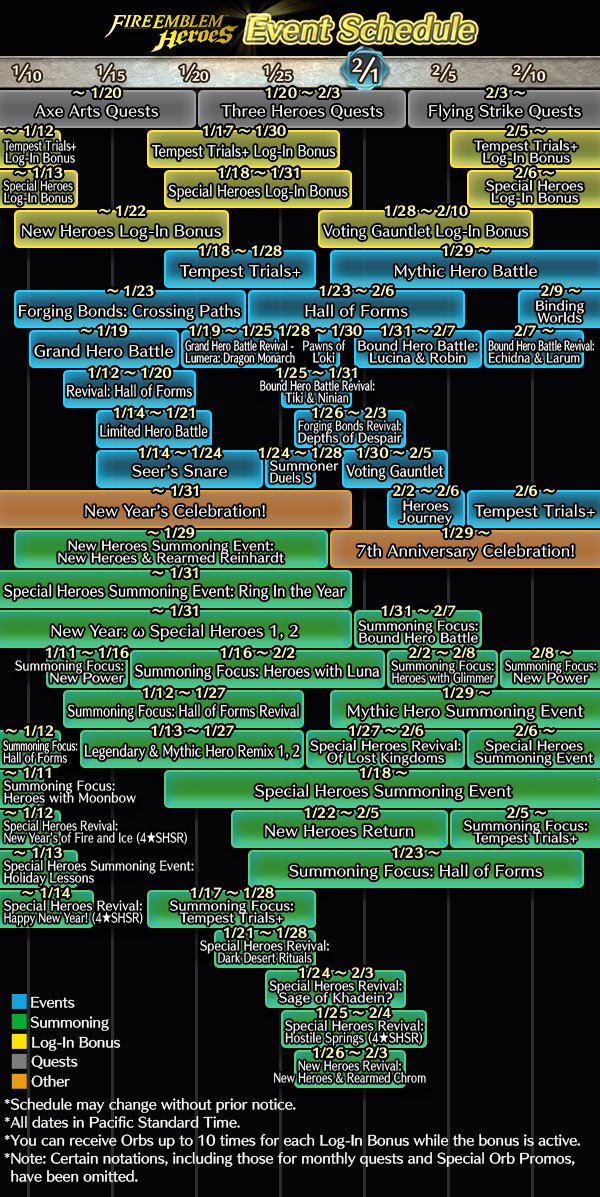 FIRE EMBLEM
Heroes
Event Schedule
1/10 1/15 1/20 1/25 2/1 2/5 2/10
~ 1/20
Axe Arts Quests
1/20 ~ 2/3
Three Heroes Quests
2/3 ~
Flying Strike Quests
~ 1/12
Tempest Trials+
Log-In Bonus
1/17 ~ 1/30
Tempest Trials+ Log-In Bonus
2/5 ~
Tempest Trials+
Log-In Bonus
~ 1/13
Special Heroes
Log-In Bonus
1/18 ~ 1/31
Special Heroes Log-In Bonus
2/6 ~
Special Heroes
Log-In Bonus
~ 1/22
New Heroes Log-In Bonus
1/28 ~ 2/10
Voting Gauntlet Log-In Bonus
1/18 ~ 1/28
Tempest Trials+
1/29 ~
Mythic Hero Battle
~ 1/23
Forging Bonds: Crossing Paths
1/23 ~ 2/6
Hall of Forms
2/9 ~
Binding
Worlds
~ 1/19
Grand Hero Battle
1/19 ~ 1/25
Grand Hero Battle Revival -
Lumera: Dragon Monarch
1/28 ~ 1/30
Pawns of
Loki
1/31 ~ 2/7
Bound Hero Battle:
Lucina & Robin
2/7 ~
Bound Hero Battle Revival:
Echidna & Larum
1/12 ~ 1/20
Revival: Hall of Forms
1/25 ~ 1/31
Bound Hero Battle Revival:
Tiki & Ninian
1/14 ~ 1/21
Limited Hero Battle
1/26 ~ 2/3
Forging Bonds Revival:
Depths of Despair
1/14 ~ 1/24
Seer's Snare
1/24 ~ 1/28
Summoner
Duels S
1/30 ~ 2/5
Voting Gauntlet
~ 1/31
New Year's Celebration!
2/2 ~ 2/6
Heroes
Journey
2/6 ~
Tempest Trials+
~ 1/29
New Heroes Summoning Event:
New Heroes & Rearmed Reinhardt
1/29 ~
7th Anniversary Celebration!
~ 1/31
Special Heroes Summoning Event: Ring In the Year
~ 1/31
New Year: ω Special Heroes 1, 2
1/31 ~ 2/7
Summoning Focus:
Bound Hero Battle
1/11 ~ 1/16
Summoning Focus:
New Power
1/16 ~ 2/2
Summoning Focus: Heroes with Luna
2/2 ~ 2/8
Summoning Focus:
Heroes with Glimmer
2/8 ~
Summoning Focus:
New Power
1/12 ~ 1/27
Summoning Focus: Hall of Forms Revival
1/29 ~
Mythic Hero Summoning Event
~ 1/12
Summoning Focus:
Hall of Forms
1/13 ~ 1/27
Legendary & Mythic Hero Remix 1, 2
1/27 ~ 2/6
Special Heroes Revival:
Of Lost Kingdoms
2/6 ~
Special Heroes
Summoning Event
~ 1/11
Summoning Focus:
Heroes with Moonbow
1/18 ~
Special Heroes Summoning Event
~ 1/12
Special Heroes Revival:
New Year's of Fire and Ice (4★SHSR)
1/22 ~ 2/5
New Heroes Return
2/5 ~
Summoning Focus:
Tempest Trials+
~ 1/13
Special Heroes Summoning Event:
Holiday Lessons
1/23 ~
Summoning Focus: Hall of Forms
~ 1/14
Special Heroes Revival:
Happy New Year! (4★SHSR)
1/17 ~ 1/28
Summoning Focus:
Tempest Trials+
1/21 ~ 1/28
Special Heroes Revival:
Dark Desert Rituals
1/24 ~ 2/3
Special Heroes Revival:
Sage of Khadein?
1/25 ~ 2/4
Special Heroes Revival:
Hostile Springs (4★SHSR)
1/26 ~ 2/3
New Heroes Revival:
New Heroes & Rearmed Chrom
Events
Summoning
Log-In Bonus
Quests
Other
*Schedule may change without prior notice.
*All dates in Pacific Standard Time.
*You can receive Orbs up to 10 times for each Log-In Bonus while the bonus is active.
*Note: Certain notations, including those for monthly quests and Special Orb Promos,
have been omitted.